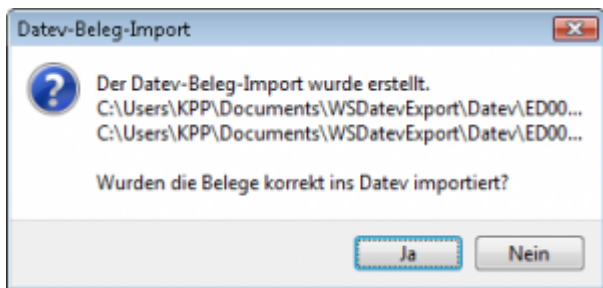 Datev-Beleg-Import
Der Datev-Beleg-Import wurde erstellt.
C:\Users\KPP\Documents\WSDatevExport\Datev\ED00...
C:\Users\KPP\Documents\WSDatevExport\Datev\ED00...
Wurden die Belege korrekt ins Datev importiert?
Ja
Nein